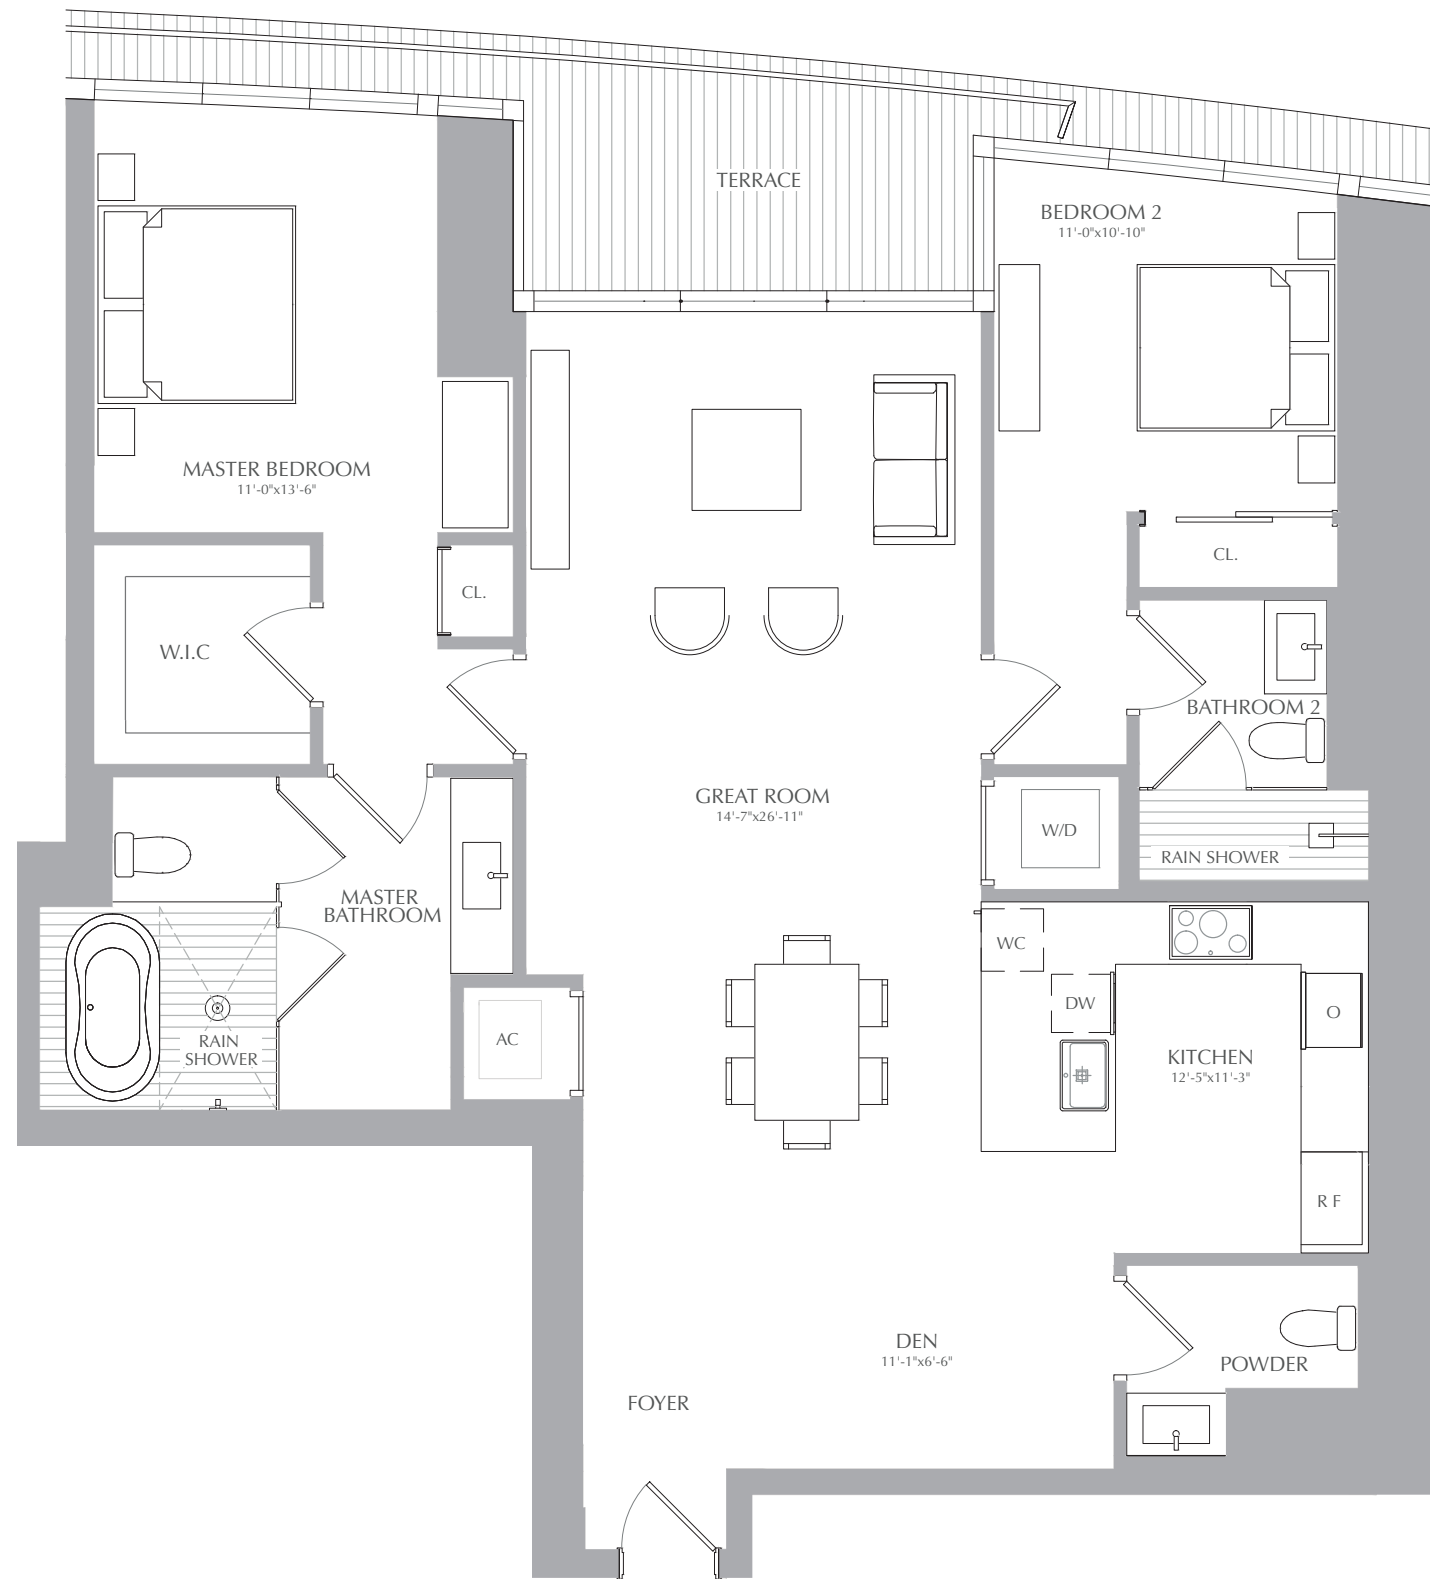 TERRACE
BEDROOM 2
11'-0"x10'-10"
MASTER BEDROOM
11'-0"x13'-6"
CL.
CL.
W.I.C
BATHROOM 2
GREAT ROOM
14'-7"x26'-11"
W/D
RAIN SHOWER
MASTER
BATHROOM
WC
DW
O
AC
RAIN
SHOWER
KITCHEN
12'-5"x11'-3"
R F
DEN
11'-1"x6'-6"
POWDER
FOYER